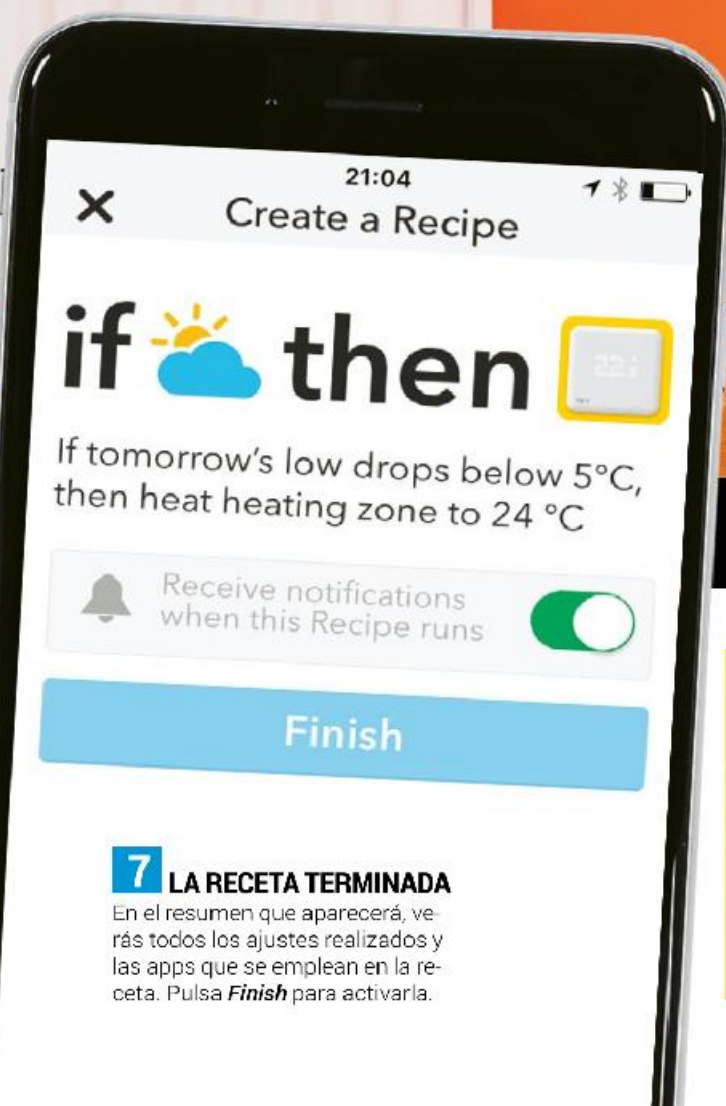 21:04
Create a Recipe
if then
If tomorrow's low drops below 5°C,
then heat heating zone to 24 °C
Receive notifications
when this Recipe runs
Finish
7 LA RECETA TERMINADA
En el resumen que aparecerá, ve-
rás todos los ajustes realizados y
las apps que se emplean en la re-
ceta. Pulsa Finish para activarla.